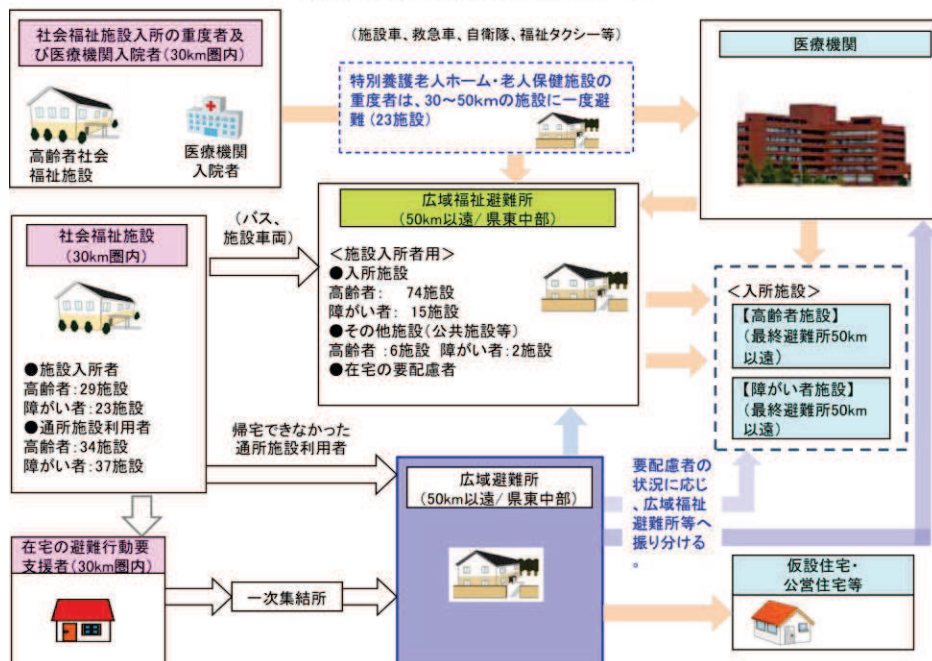 社会福祉施設入所の重度者及
び医療機関入院者(30km圏内)
高齢者社会
福祉施設
医療機関
入院者
(施設車、救急車、自衛隊、福祉タクシー等)
特別養護老人ホーム・老人保健施設の
重度者は、30～50kmの施設に一度避
難(23施設)
医療機関
社会福祉施設
(30km圏内)
●施設入所者
高齢者:29施設
障がい者:23施設
●通所施設利用者
高齢者:34施設
障がい者:37施設
(バス、
施設車両)
広域福祉避難所
(50km以遠/県東中部)
<施設入所者用>
●入所施設
高齢者: 74施設
障がい者: 15施設
●その他施設(公共施設等)
高齢者:6施設 障がい者:2施設
●在宅の要配慮者
<入所施設>
【高齢者施設】
(最終避難所50km
以遠)
【障がい者施設】
(最終避難所50km
以遠)
帰宅できなかった
通所施設利用者
広域避難所
(50km以遠/県東中部)
要配慮者の
状況に応じ
、広域福祉
避難所等へ
振り分ける
。
在宅の避難行動要
支援者(30km圏内)
一次集結所
仮設住宅・
公営住宅等